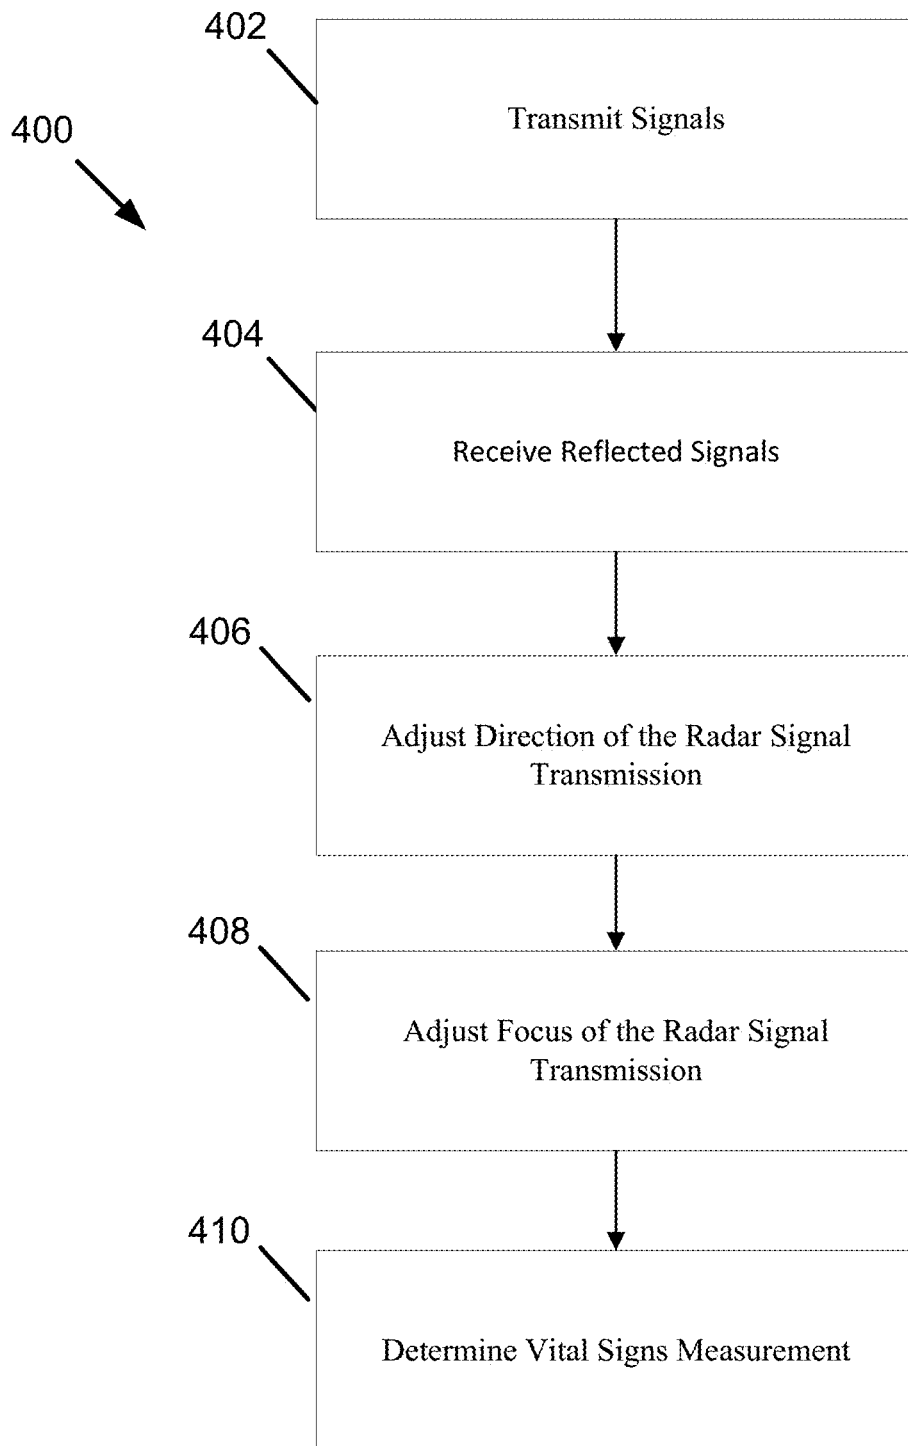 402
Transmit Signals
400
404
Receive Reflected Signals
406
Adjust Direction of the Radar Signal
Transmission
408
Adjust Focus of the Radar Signal
Transmission
410
Determine Vital Signs Measurement